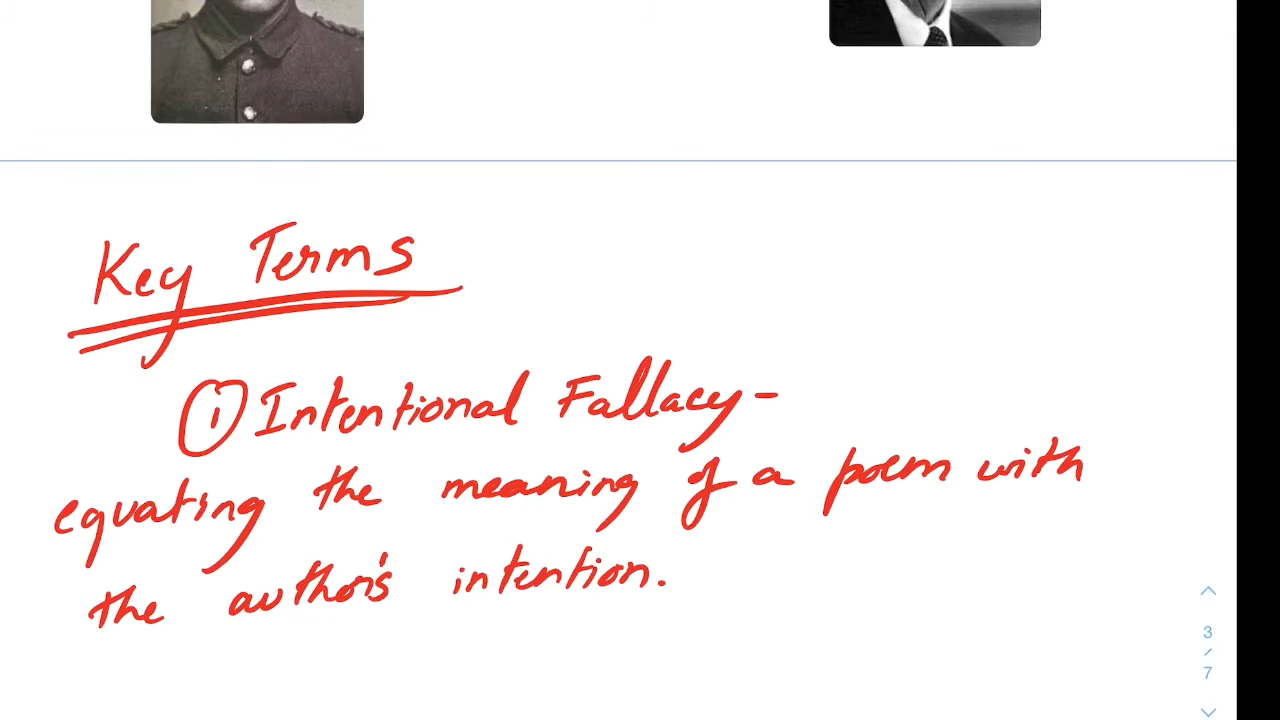 Key Terms
① Intentional Fallacy-
equating the meaning of a poem with
the author's intention.
3
/
7